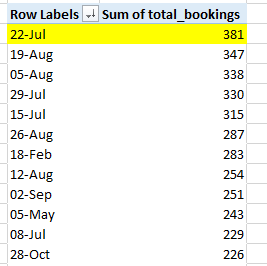 Row Labels Sum of total_bookings
22-Jul 381
19-Aug 347
05-Aug 338
29-Jul 330
15-Jul 315
26-Aug 287
18-Feb 283
12-Aug 254
02-Sep 251
05-May 243
08-Jul 229
28-Oct 226